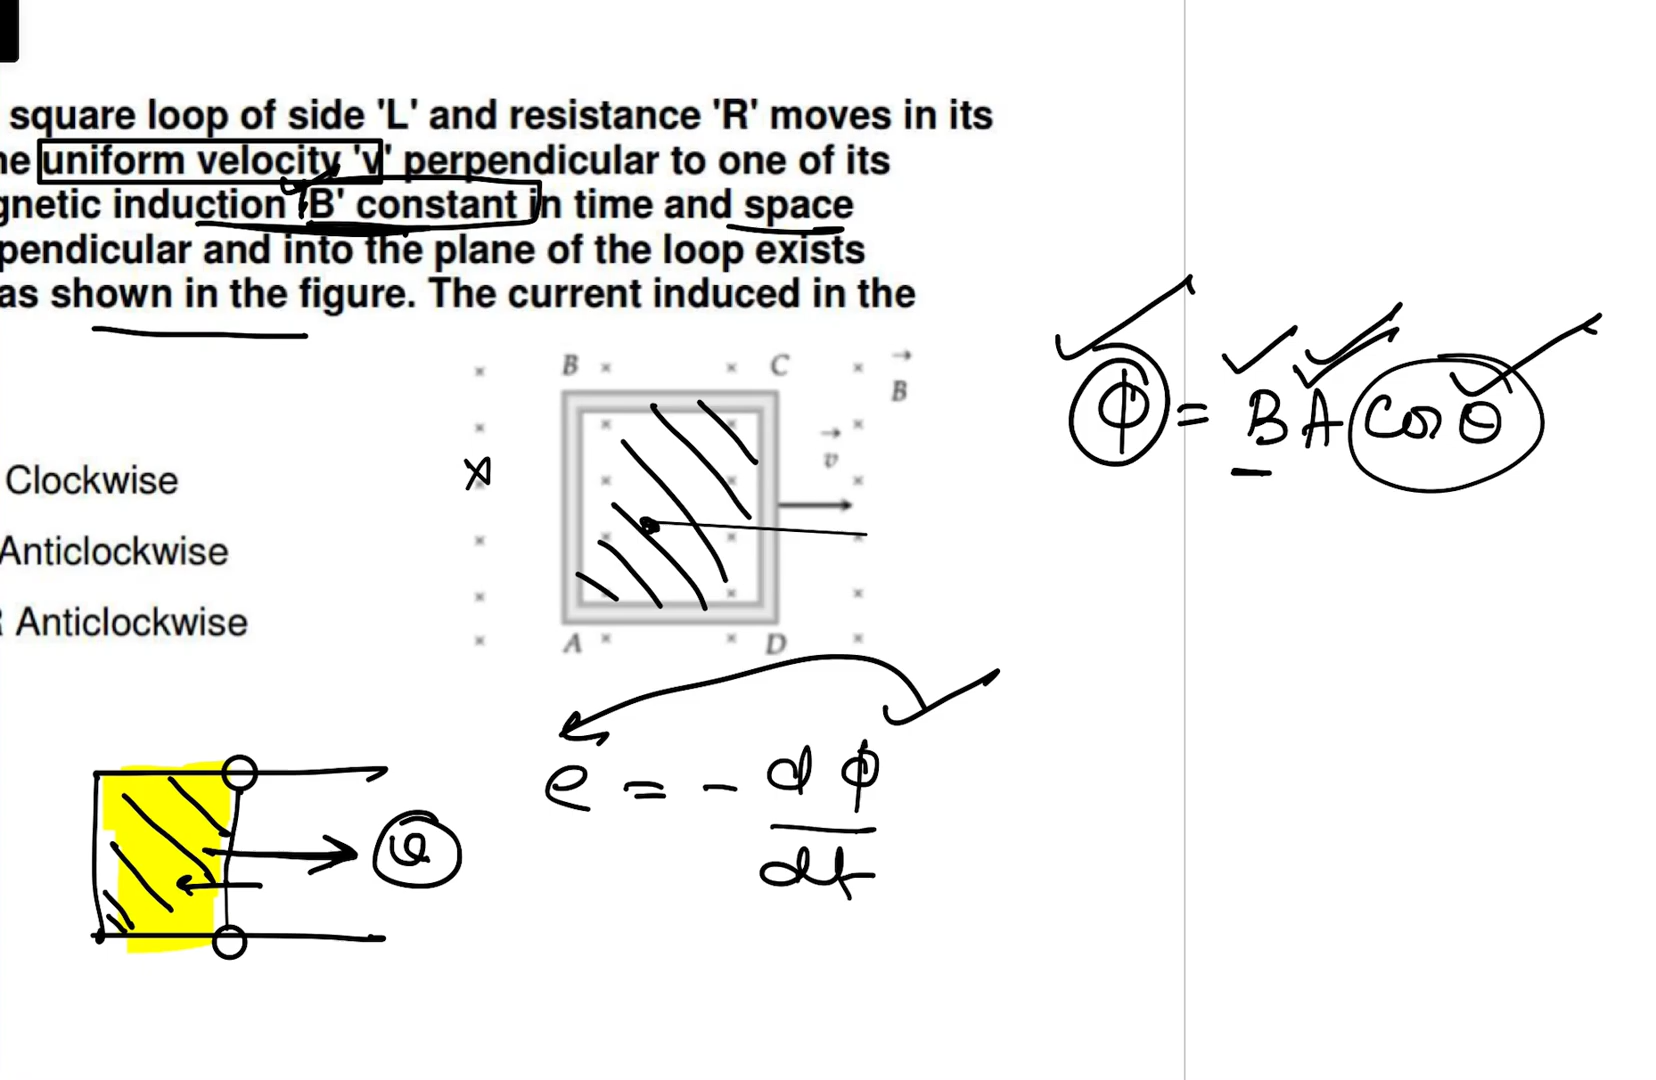 square loop of side 'L' and resistance 'R' moves in its
uniform velocity 'v' perpendicular to one of its
gnetic induction 'B' constant in time and space
pendicular and into the plane of the loop exists
as shown in the figure. The current induced in the
B C
B
v
Clockwise
Anticlockwise
Anticlockwise
A D
ϕ = BA Cos θ
e = - dϕ
dt